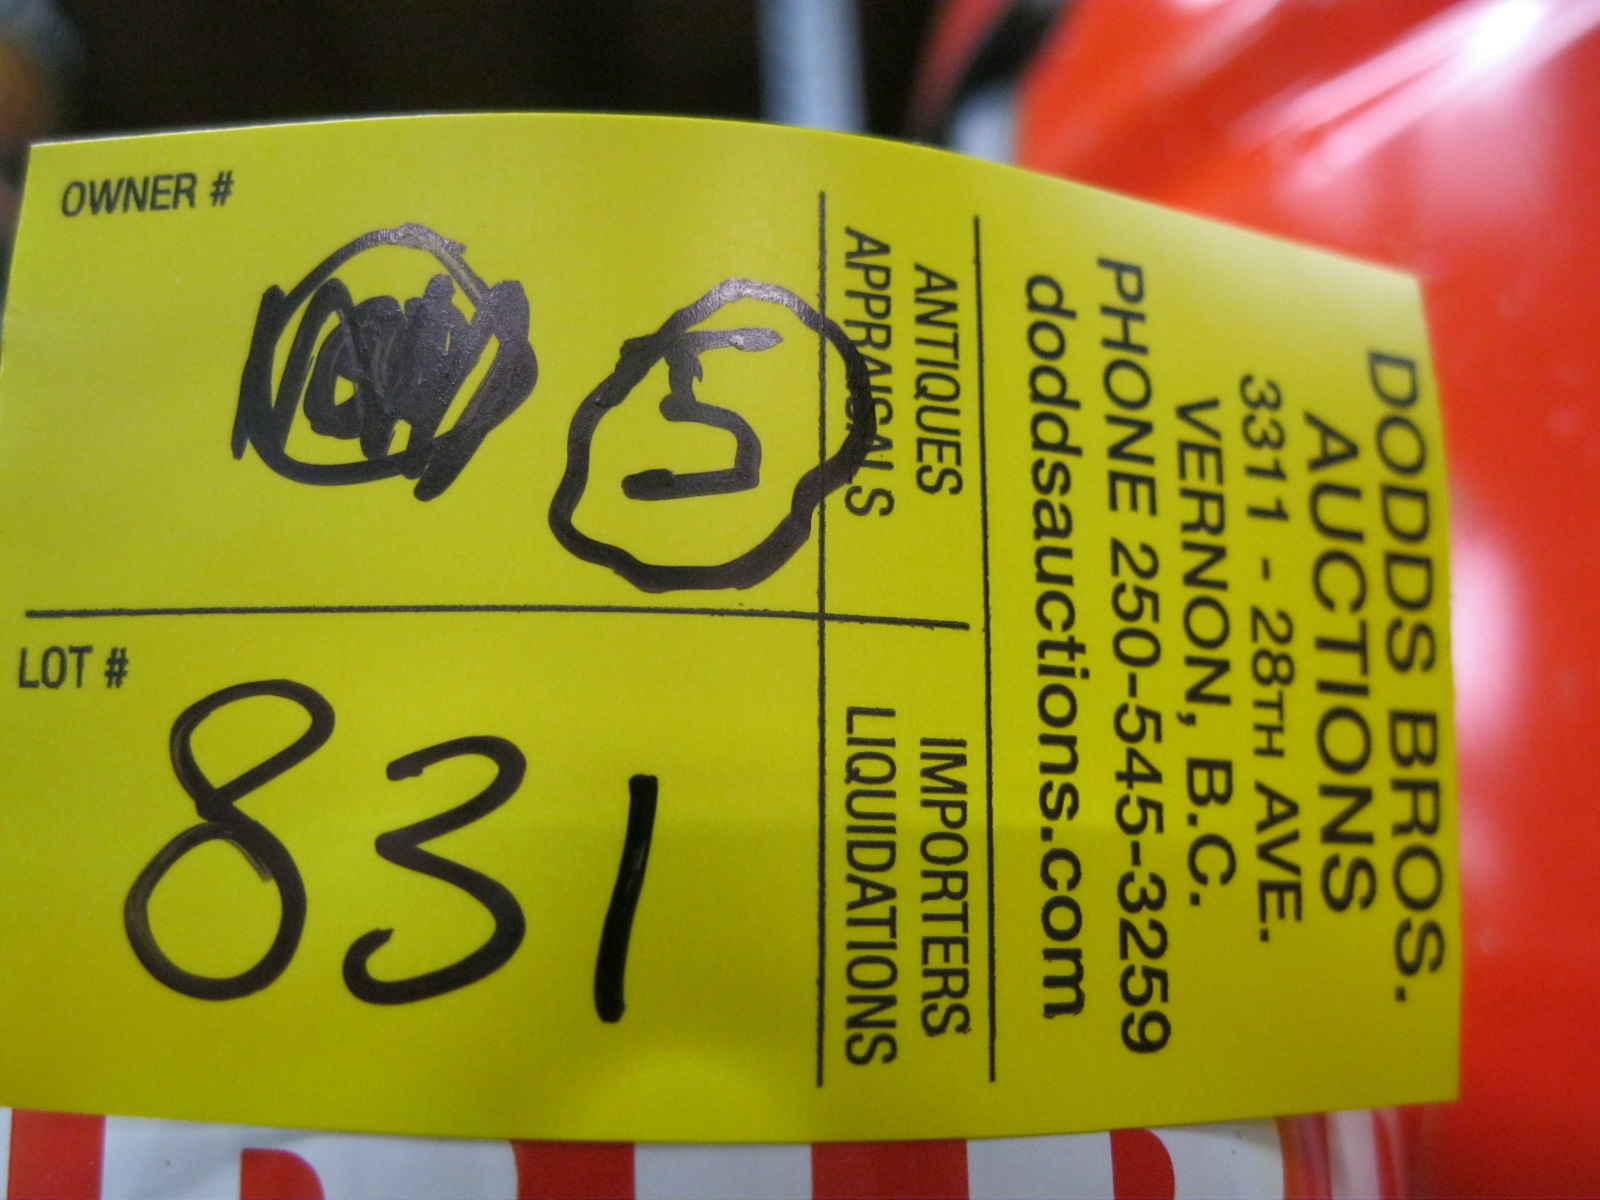 OWNER #
5
LOT #
831
DODDS BROS.
AUCTIONS
3311 - 28TH AVE.
VERNON, B.C.
PHONE 250-545-3259
doddsauctions.com
ANTIQUES
APPRAISALS
IMPORTERS
LIQUIDATIONS